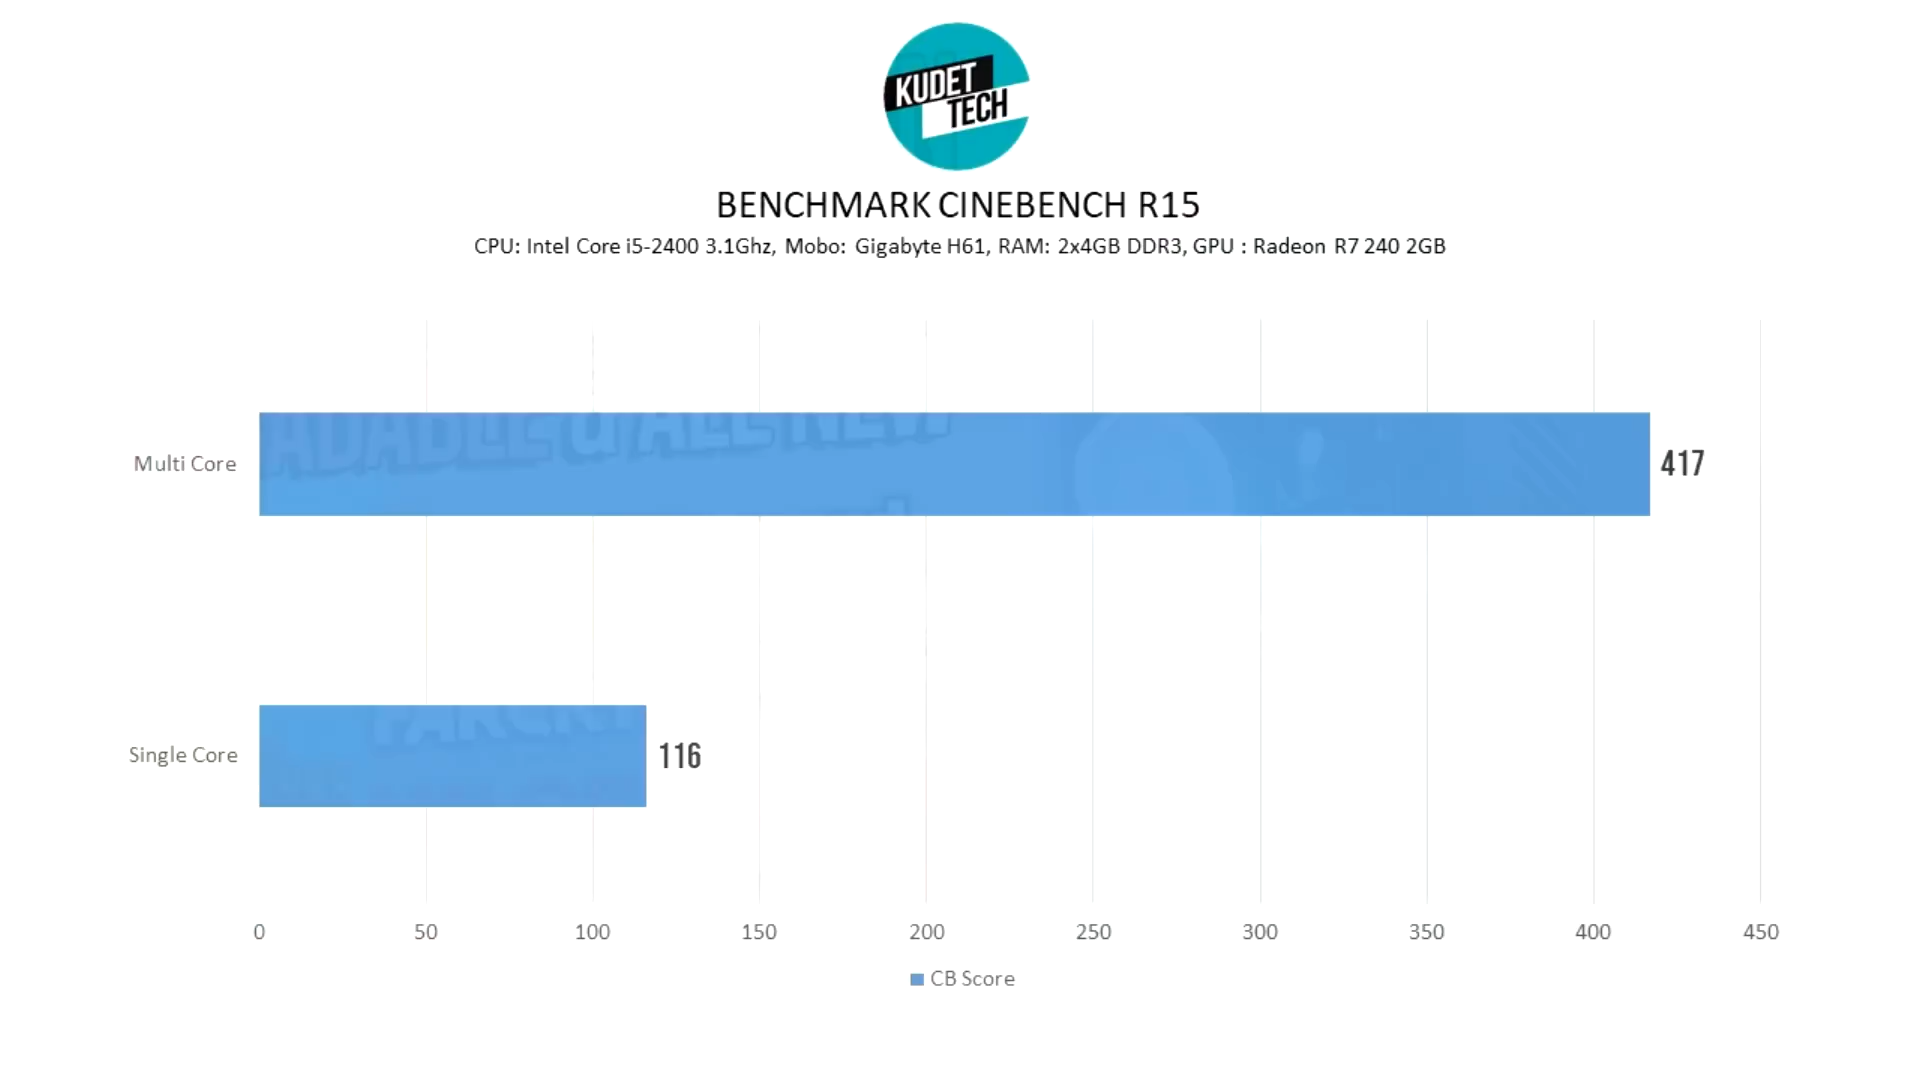 KUDET
TECH
BENCHMARK CINEBENCH R15
CPU: Intel Core i5-2400 3.1Ghz, Mobo: Gigabyte H61, RAM: 2x4GB DDR3, GPU : Radeon R7 240 2GB
Multi Core
417
Single Core
116
0 50 100 150 200 250 300 350 400 450
CB Score